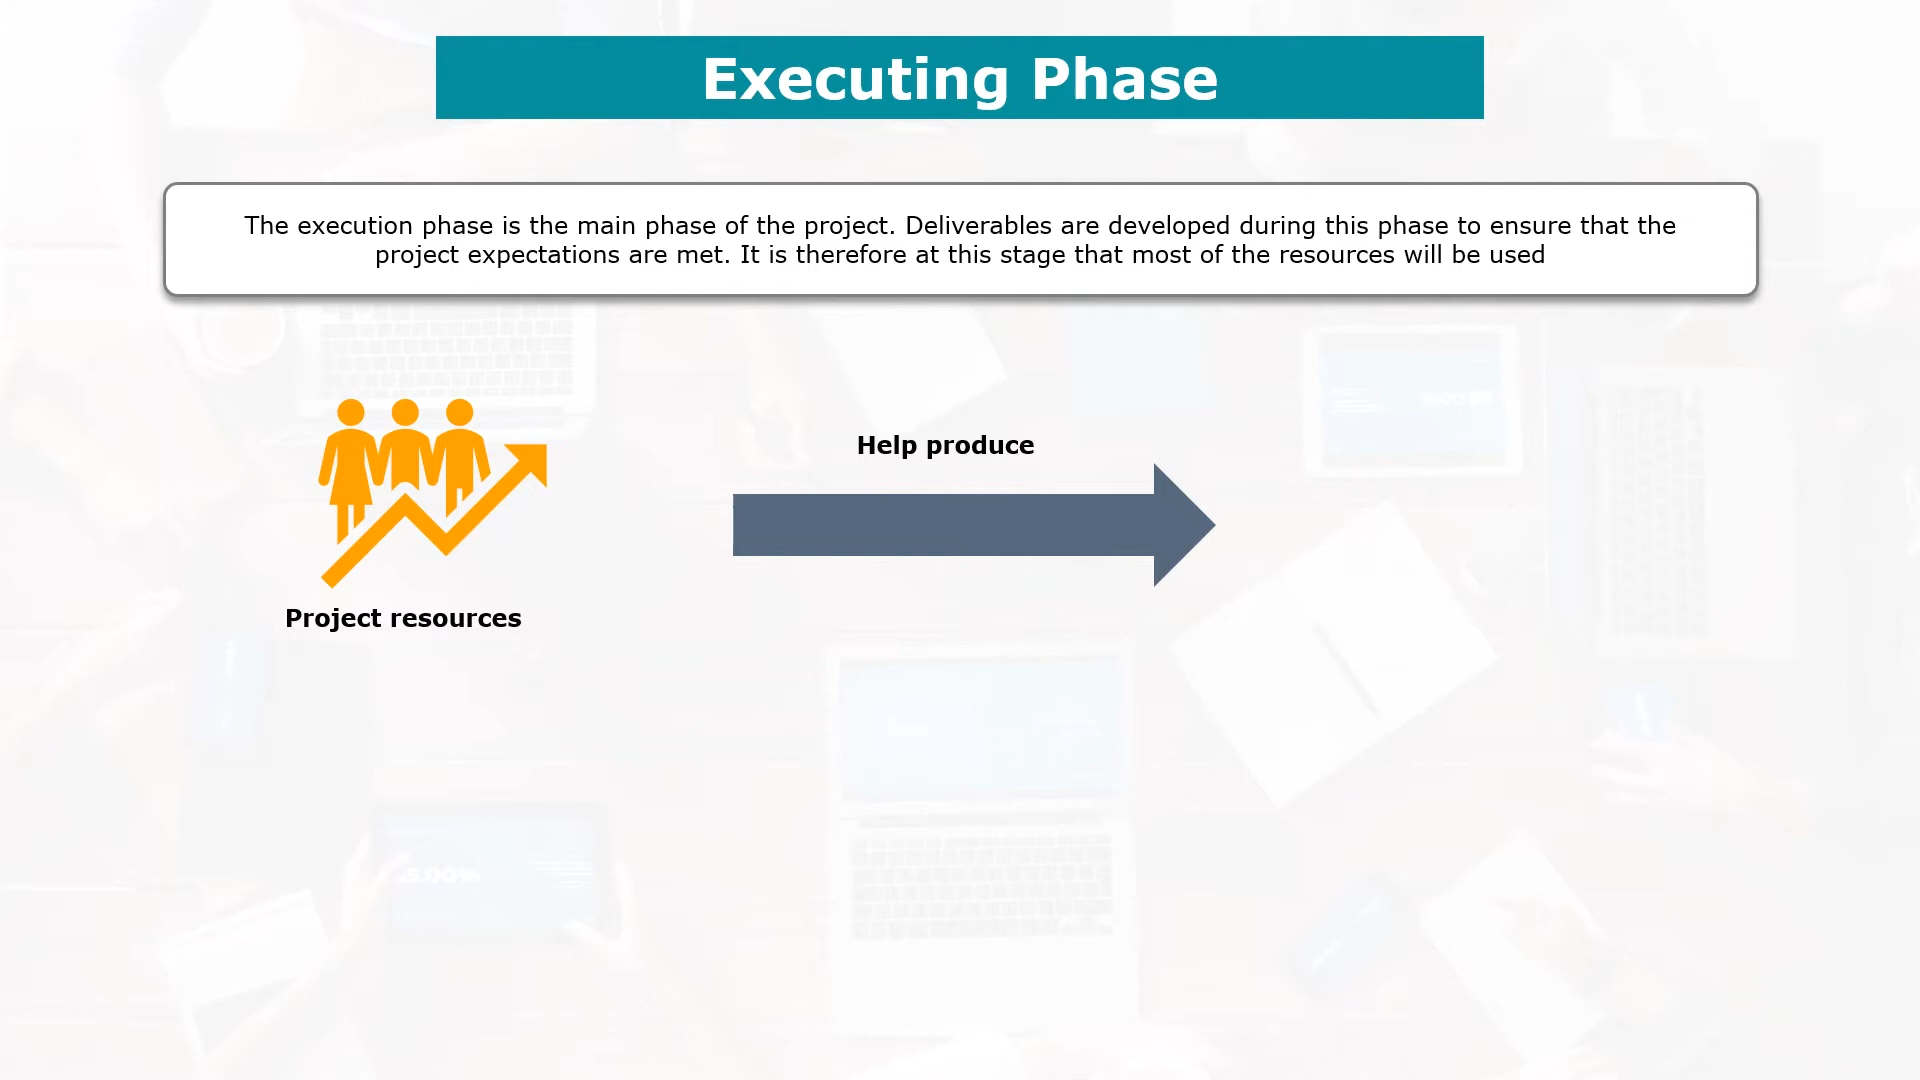 Executing Phase
The execution phase is the main phase of the project. Deliverables are developed during this phase to ensure that the
project expectations are met. It is therefore at this stage that most of the resources will be used
Help produce
Project resources